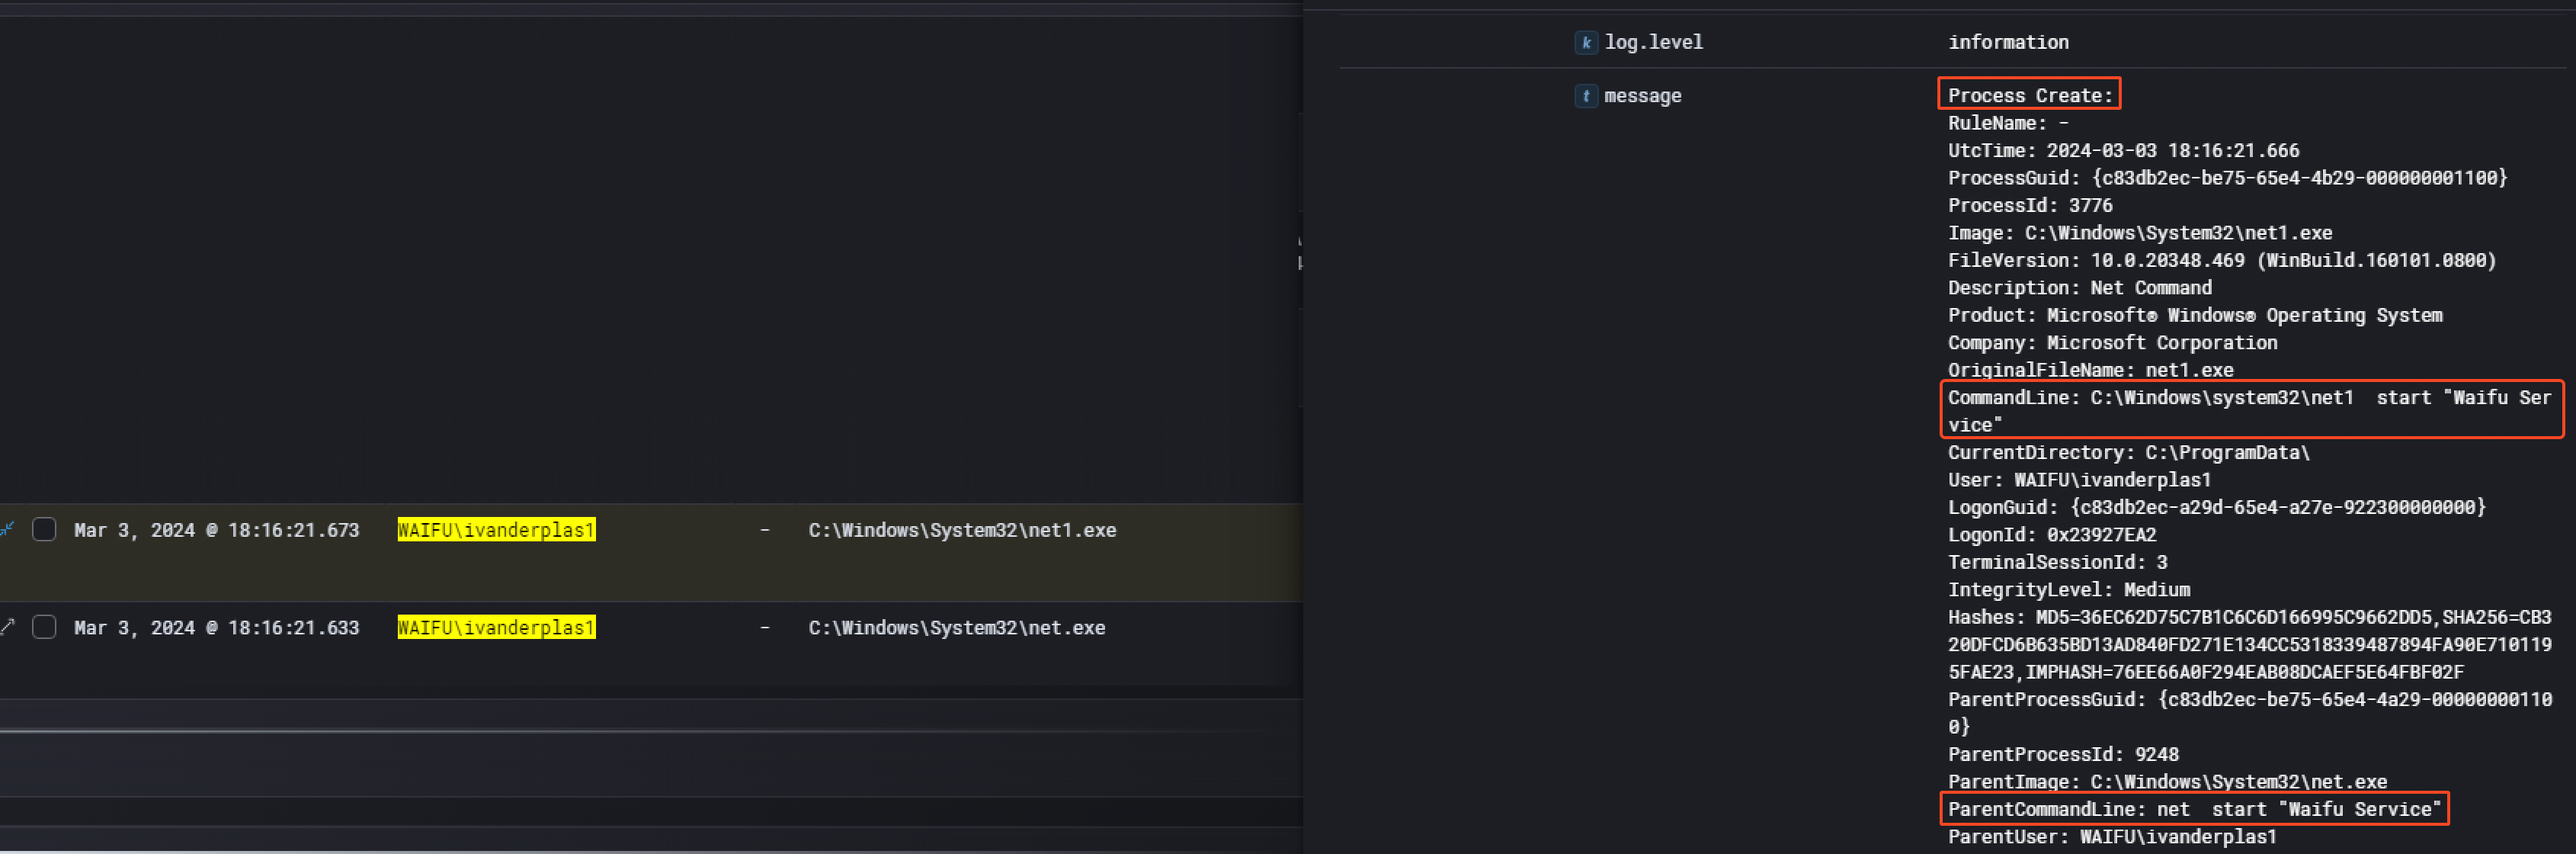 k log.level information
t message Process Create:
RuleName: -
UtcTime: 2024-03-03 18:16:21.666
ProcessGuid: {c83db2ec-be75-65e4-4b29-000000001100}
ProcessId: 3776
Image: C:\Windows\System32\net1.exe
FileVersion: 10.0.20348.469 (WinBuild.160101.0800)
Description: Net Command
Product: Microsoft® Windows® Operating System
Company: Microsoft Corporation
OriginalFileName: net1.exe
CommandLine: C:\Windows\system32\net1  start "Waifu Ser
vice"
CurrentDirectory: C:\ProgramData\
User: WAIFU\ivanderplas1
LogonGuid: {c83db2ec-a29d-65e4-a27e-922300000000}
LogonId: 0x23927EA2
TerminalSessionId: 3
IntegrityLevel: Medium
Hashes: MD5=36EC62D75C7B1C6C6D166995C9662DD5,SHA256=CB3
20DFCD6B635BD13AD840FD271E134CC5318339487894FA90E710119
5FAE23,IMPHASH=76EE66A0F294EAB08DCAEF5E64FBF02F
ParentProcessGuid: {c83db2ec-be75-65e4-4a29-00000000110
0}
ParentProcessId: 9248
ParentImage: C:\Windows\System32\net.exe
ParentCommandLine: net  start "Waifu Service"
ParentUser: WAIFU\ivanderplas1
Mar 3, 2024 @ 18:16:21.673 WAIFU\ivanderplas1 - C:\Windows\System32\net1.exe
Mar 3, 2024 @ 18:16:21.633 WAIFU\ivanderplas1 - C:\Windows\System32\net.exe